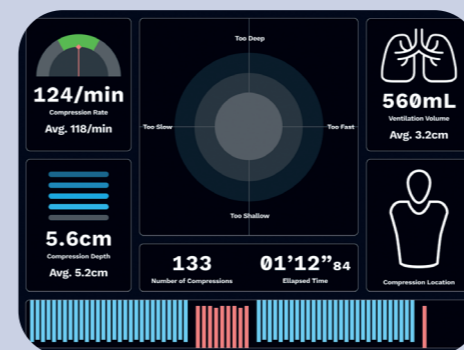 124/min
Compression Rate
Avg. 118/min
Too Deep
Too Slow
Too Fast
Too Shallow
560mL
Ventilation Volume
Avg. 3.2cm
5.6cm
Compression Depth
Avg. 5.2cm
133
Number of Compressions
01’12”84
Ellapsed Time
Compression Location